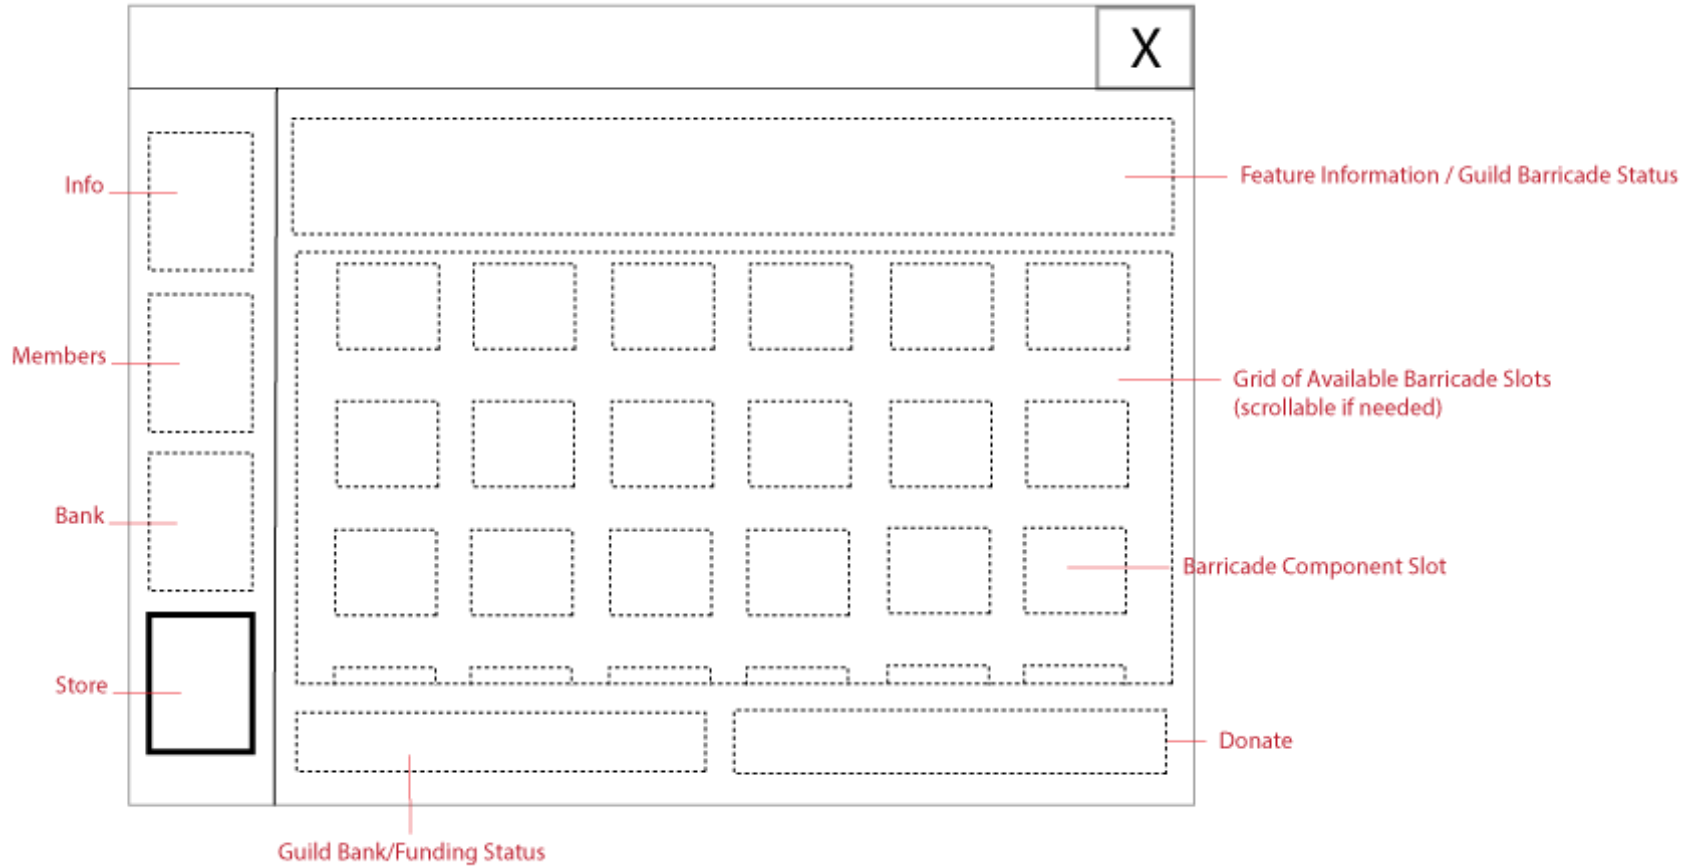 X
Info
Feature Information / Guild Barricade Status
Members
Grid of Available Barricade Slots
(scrollable if needed)
Bank
Barricade Component Slot
Store
Donate
Guild Bank/Funding Status